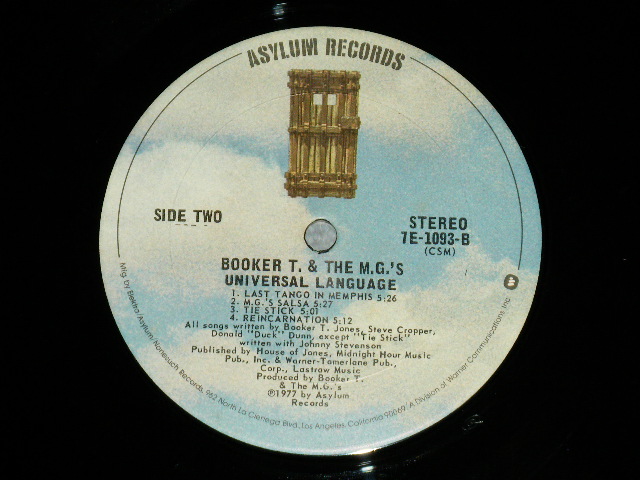 ASYLUM RECORDS
SIDE TWO
STEREO
7E-1093-B
(CSM)
BOOKER T. & THE M.G.'S
UNIVERSAL LANGUAGE
1. LAST TANGO IN MEMPHIS 5:26
2. M.G.'S SALSA 5:27
3. TIE STICK 5:01
4. REINCARNATION 5:12
All songs written by Booker T. Jones, Steve Cropper,
Donald "Duck" Dunn, except "Tie Stick"
written with Johnny Stevenson
Published by House of Jones, Midnight Hour Music
Pub., Inc. & Warner-Tamerlane Pub.,
Corp., Lastrow Music
Produced by Booker T.
& The M.G.'s
℗1977 by Asylum
Records
Mfg. by Elektra/Asylum/Nonesuch Records, 962 North La Cienega Blvd., Los Angeles, California 90069/A Division of Warner Communications Inc.